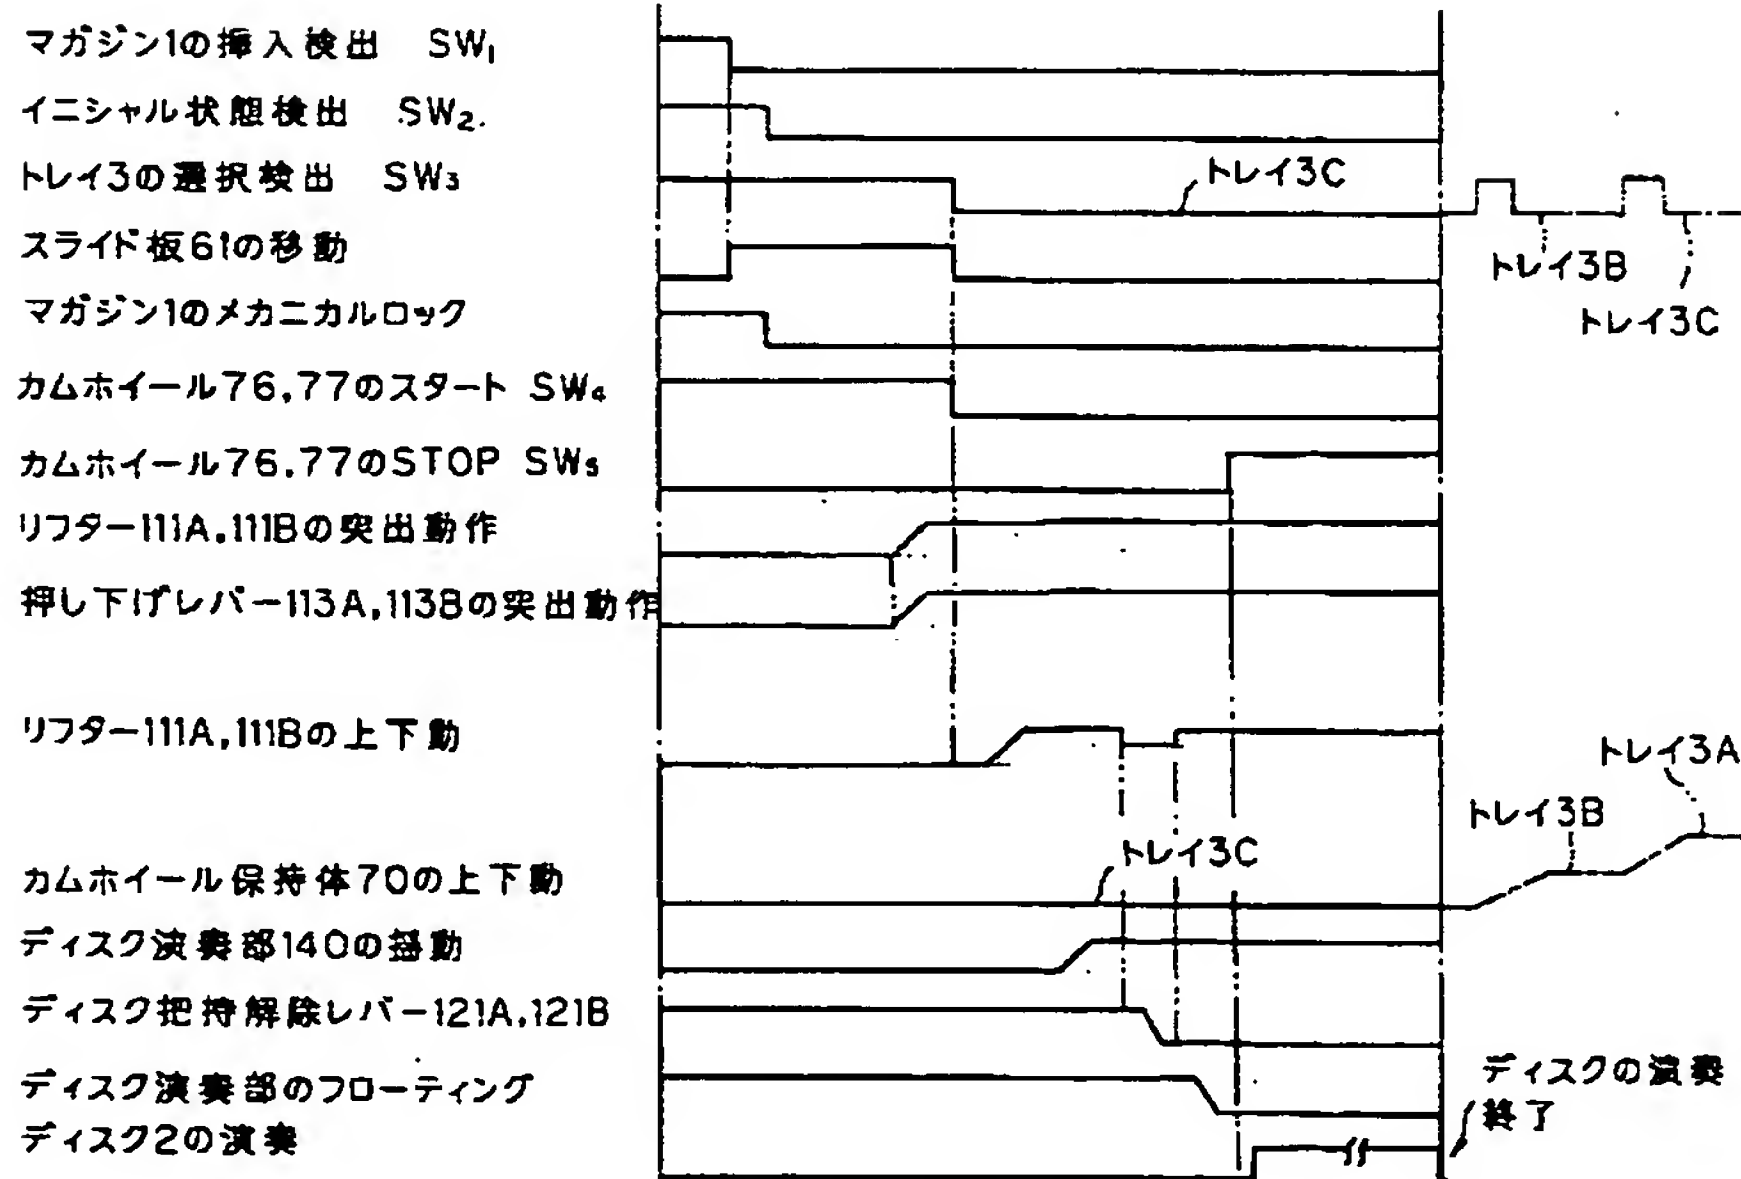 マガジン1の挿入検出 SW₁
イニシャル状態検出 SW₂.
トレイ3の選択検出 SW₃
トレイ3C
スライド板61の移動
トレイ3B
マガジン1のメカニカルロック
トレイ3C
カムホイール76,77のスタート SW₄
カムホイール76,77のSTOP SW₅
リフター111A,111Bの突出動作
押し下げレバー113A,113Bの突出動作
リフター111A,111Bの上下動
トレイ3A
トレイ3B
トレイ3C
カムホイール保持体70の上下動
ディスク演奏部140の揺動
ディスク把持解除レバー121A,121B
ディスク演奏部のフローティング
ディスクの演奏
終了
ディスク2の演奏